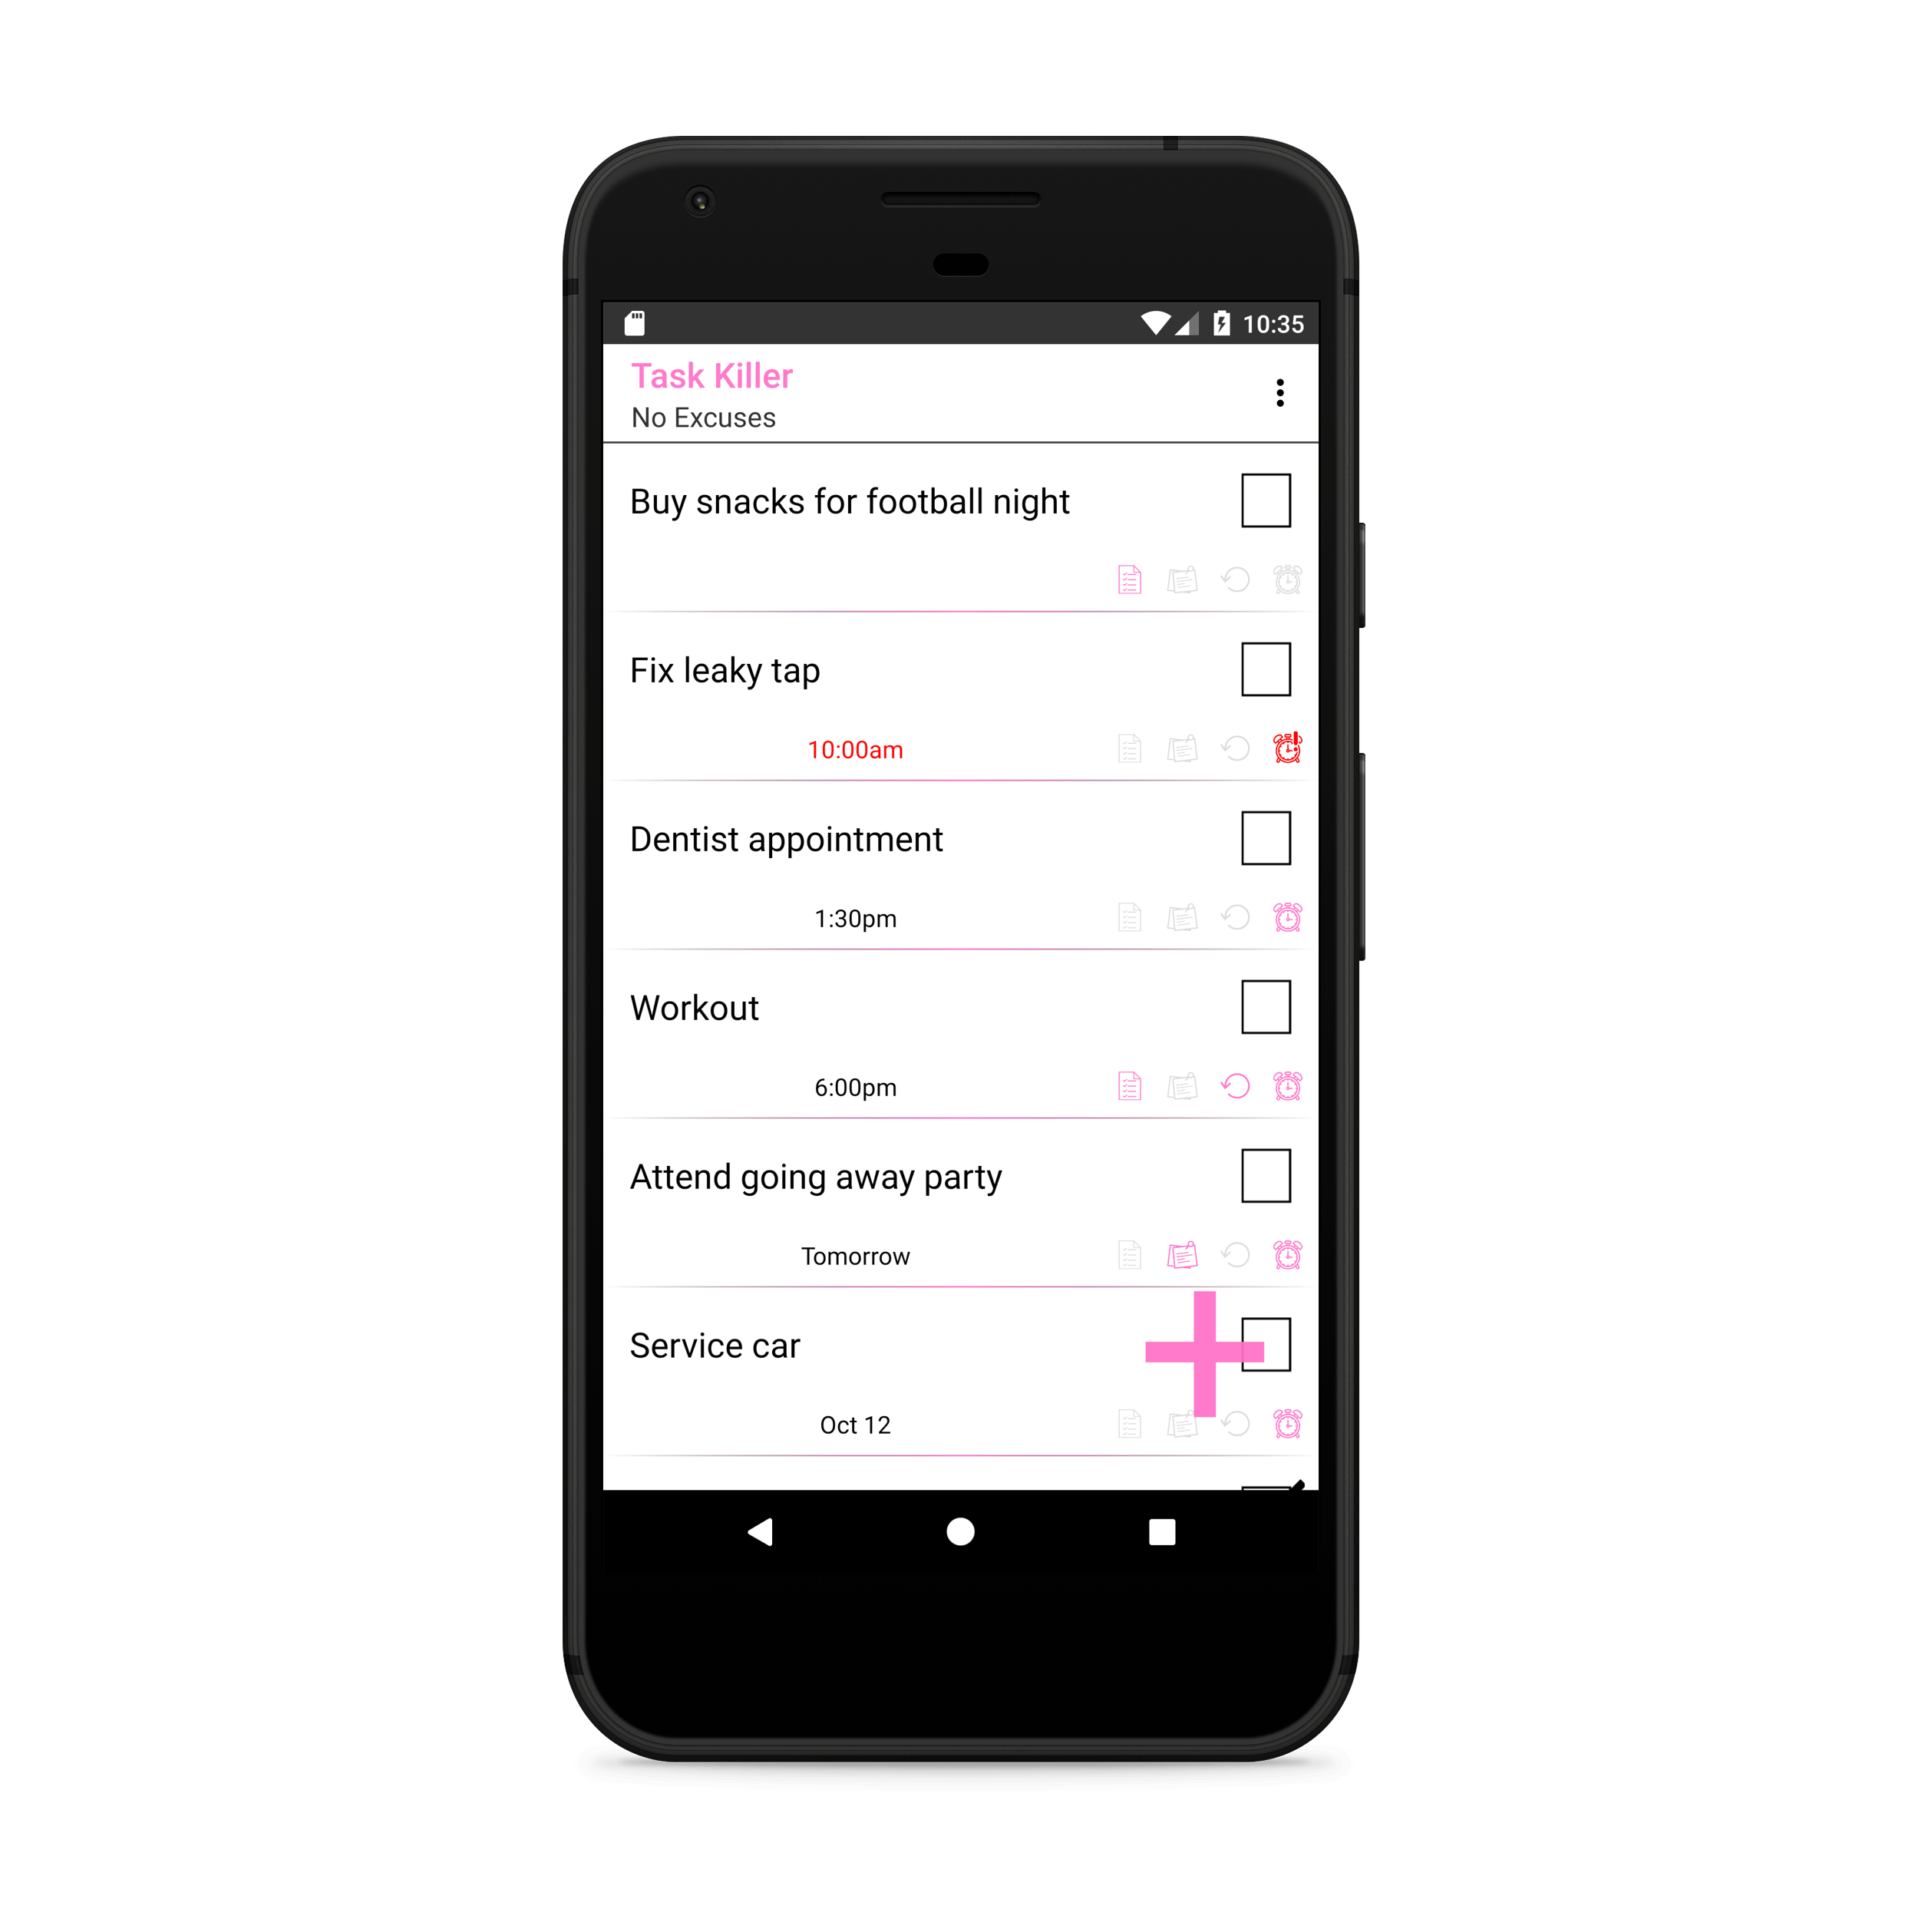 10:35
Task Killer
No Excuses
Buy snacks for football night
Fix leaky tap
10:00am
Dentist appointment
1:30pm
Workout
6:00pm
Attend going away party
Tomorrow
Service car
Oct 12